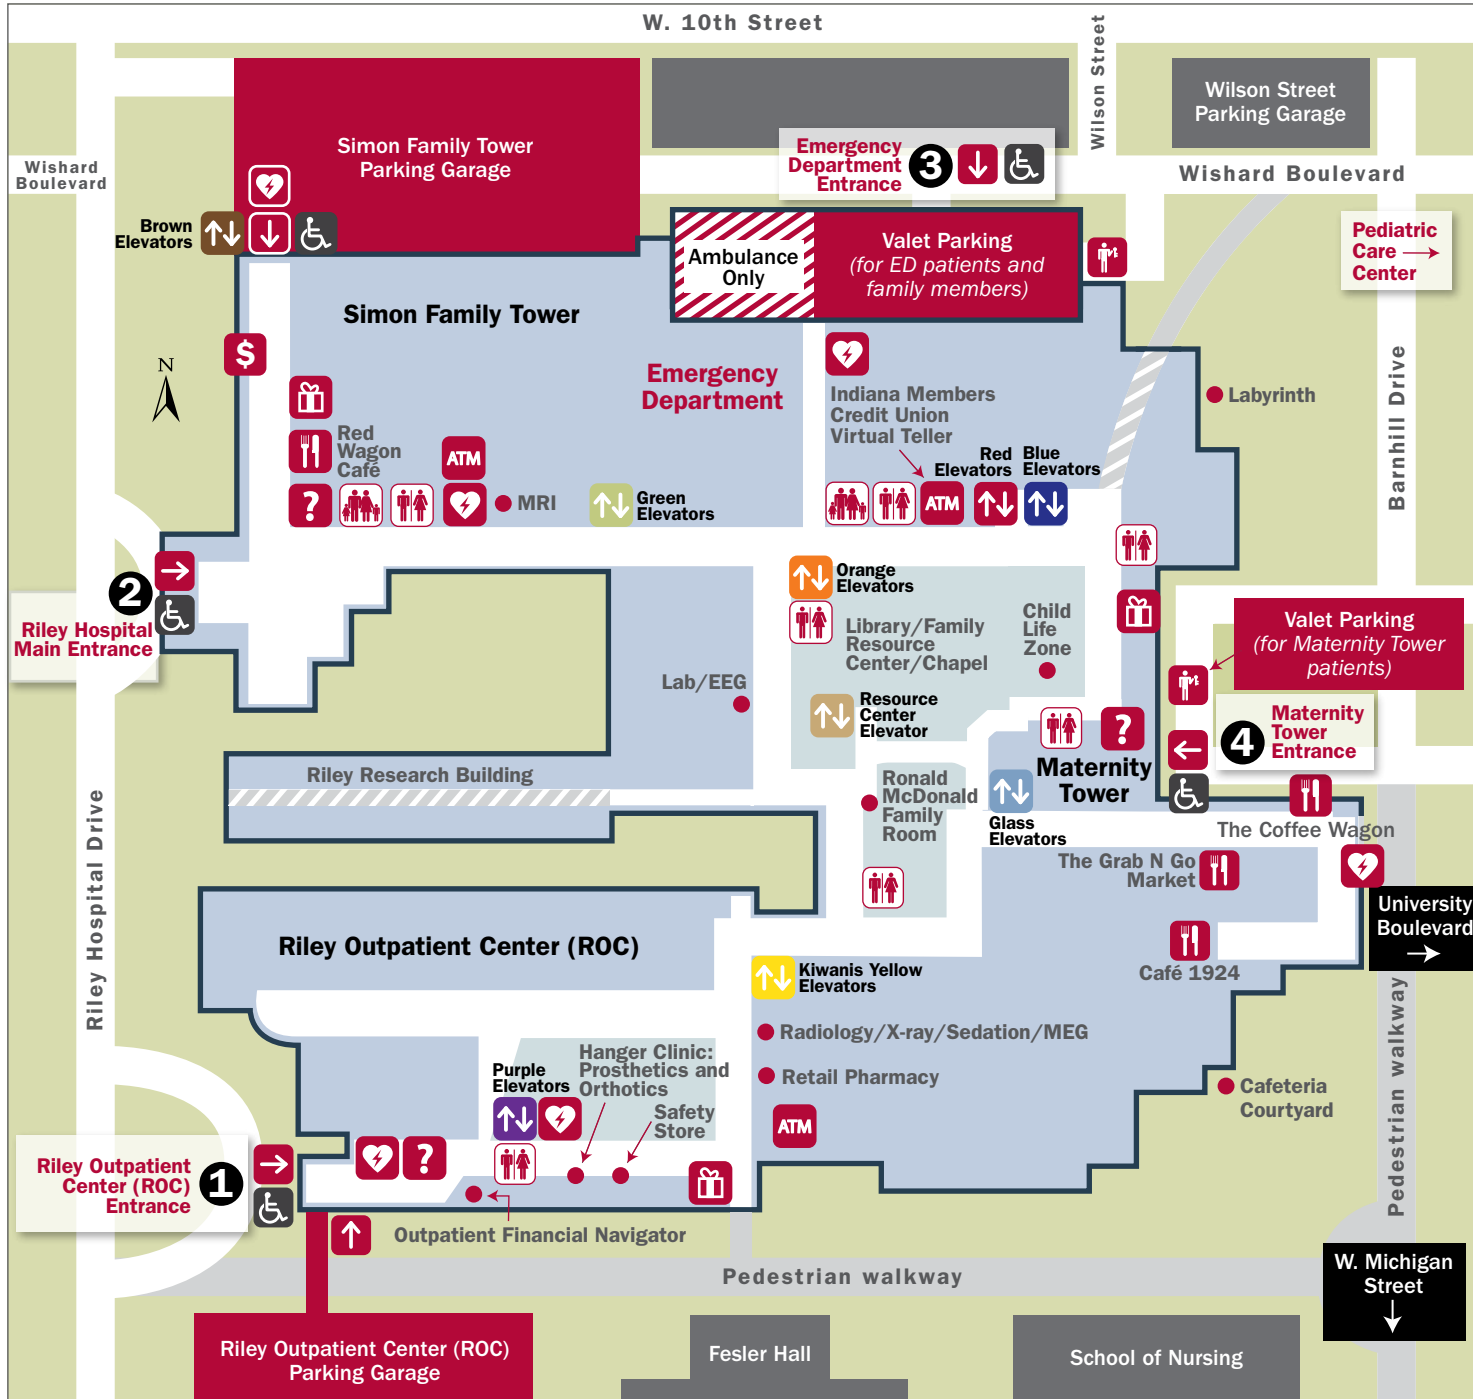 W. 10th Street
Wilson Street
Wilson Street
Parking Garage
Simon Family Tower
Parking Garage
Emergency
Department
Entrance
3
Wishard
Boulevard
Wishard Boulevard
Brown
Elevators
Ambulance
Only
Valet Parking
(for ED patients and
family members)
Pediatric
Care
Center
Simon Family Tower
$
N
Emergency
Department
Indiana Members
Credit Union
Virtual Teller
Labyrinth
Barnhill Drive
Red
Wagon
Café
ATM
Red
Elevators
Blue
Elevators
?
MRI
Green
Elevators
ATM
2
Riley Hospital
Main Entrance
Orange
Elevators
Library/Family
Resource
Center/Chapel
Child
Life
Zone
Valet Parking
(for Maternity Tower
patients)
Lab/EEG
Resource
Center
Elevator
?
4
Maternity
Tower
Entrance
Riley Research Building
Maternity
Tower
Ronald
McDonald
Family
Room
Glass
Elevators
The Coffee Wagon
The Grab N Go
Market
Riley Hospital Drive
University
Boulevard
Riley Outpatient Center (ROC)
Kiwanis Yellow
Elevators
Café 1924
Radiology/X-ray/Sedation/MEG
Retail Pharmacy
Hanger Clinic:
Prosthetics and
Orthotics
Purple
Elevators
Safety
Store
ATM
Cafeteria
Courtyard
Pedestrian walkway
Riley Outpatient
Center (ROC)
Entrance
1
?
Outpatient Financial Navigator
Pedestrian walkway
W. Michigan
Street
Riley Outpatient Center (ROC)
Parking Garage
Fesler Hall
School of Nursing